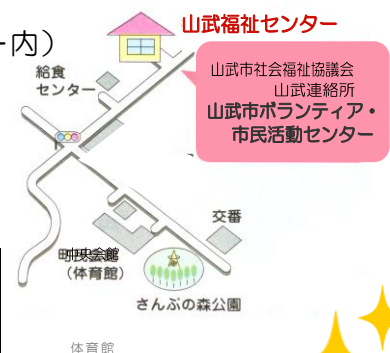 山武福祉センター
ー内）
山武市社会福祉協議会
山武連絡所
山武市ボランティア・
市民活動センター
給食
センター
交番
中央会館
（体育館）
さんぶの森公園
体育館